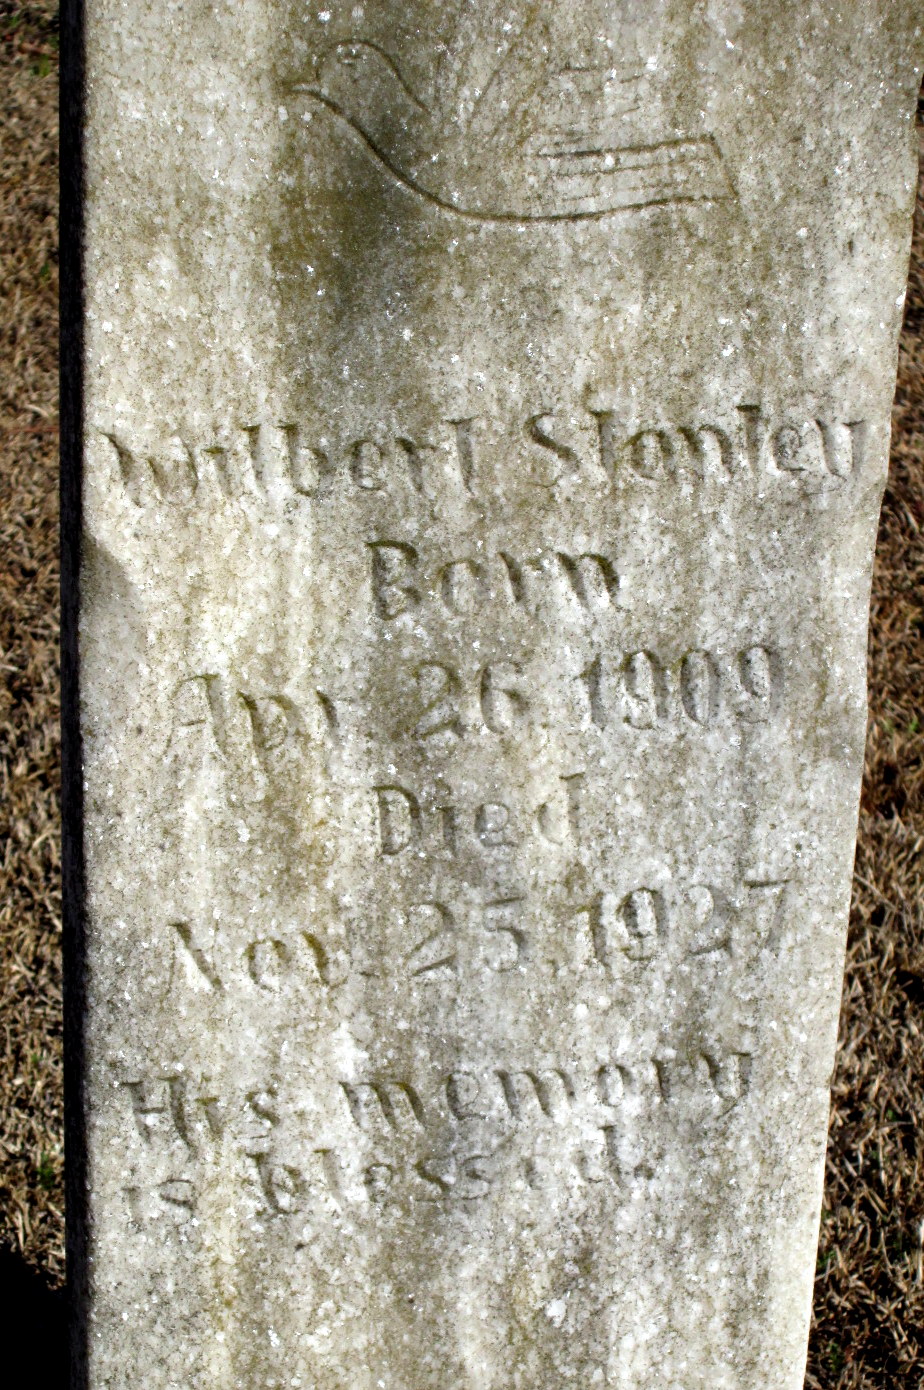 Wilbert Stanley
Born
Apr. 26 1909
Died
Nov. 25 1927
His memory
is blessed.